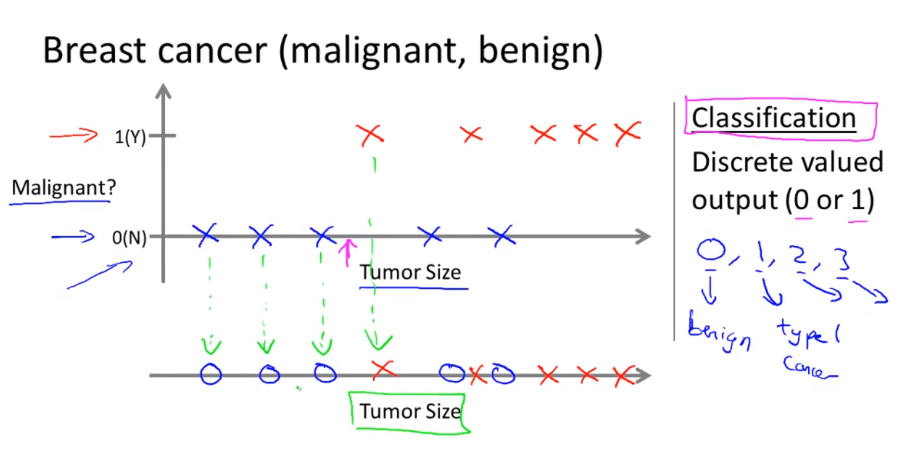 Breast cancer (malignant, benign)
1(Y)
Malignant?
0(N)
Tumor Size
Tumor Size
Classification
Discrete valued
output (0 or 1)
0, 1, 2, 3
benign
type 1
cancer